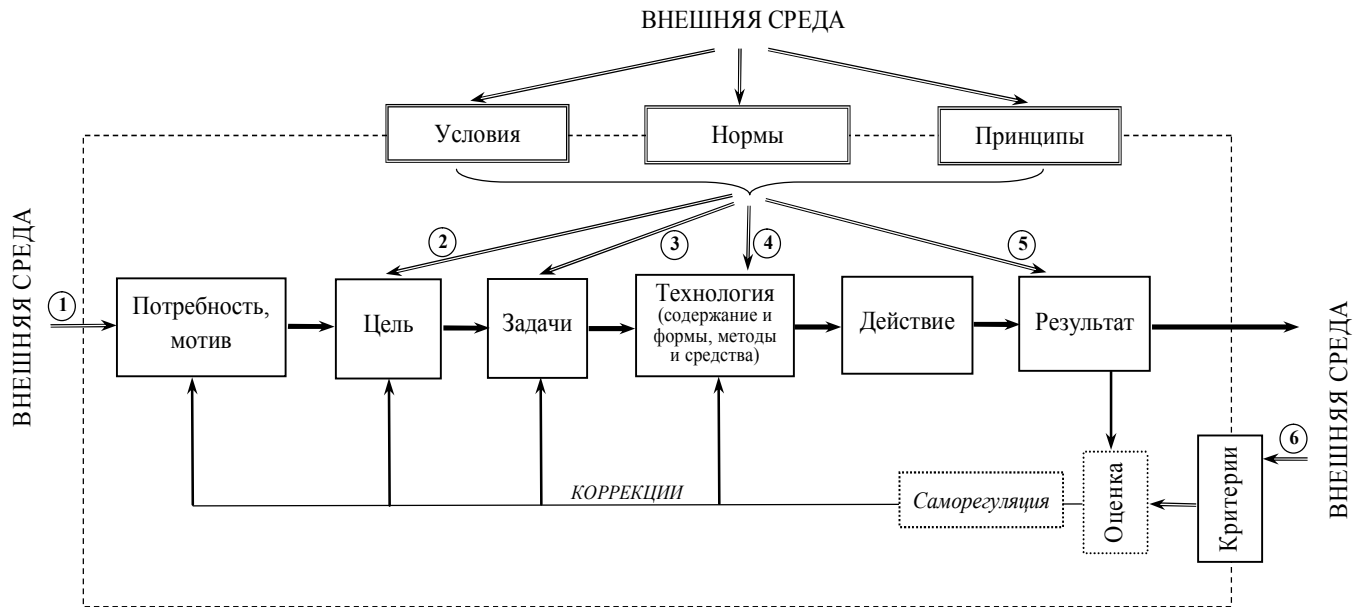 ВНЕШНЯЯ СРЕДА
Условия
Нормы
Принципы
ВНЕШНЯЯ СРЕДА
1
2
3
4
5
Потребность,
мотив
Цель
Задачи
Технология
(содержание и
формы, методы
и средства)
Действие
Результат
ВНЕШНЯЯ СРЕДА
6
КОРРЕКЦИИ
Саморегуляция
Оценка
Критерии